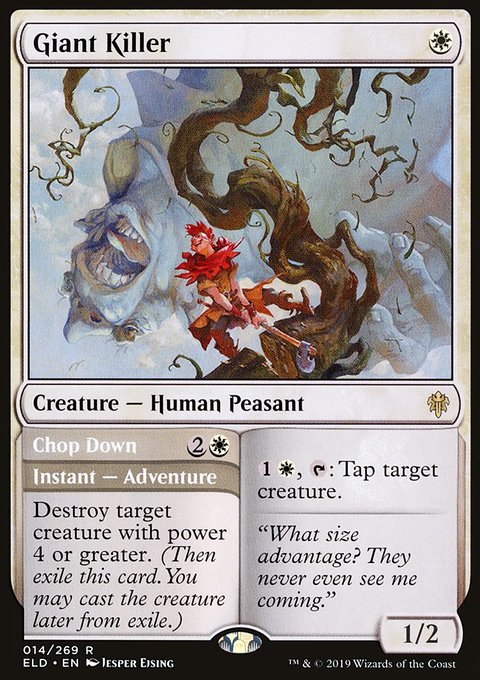 Giant Killer
Creature — Human Peasant
Chop Down 2
Instant — Adventure
Destroy target
creature with power
4 or greater. (Then
exile this card. You
may cast the creature
later from exile.)
1 , : Tap target
creature.
“What size
advantage? They
never even see me
coming.”
1/2
014/269 R
ELD • EN Jesper Ejsing
™ & © 2019 Wizards of the Coast